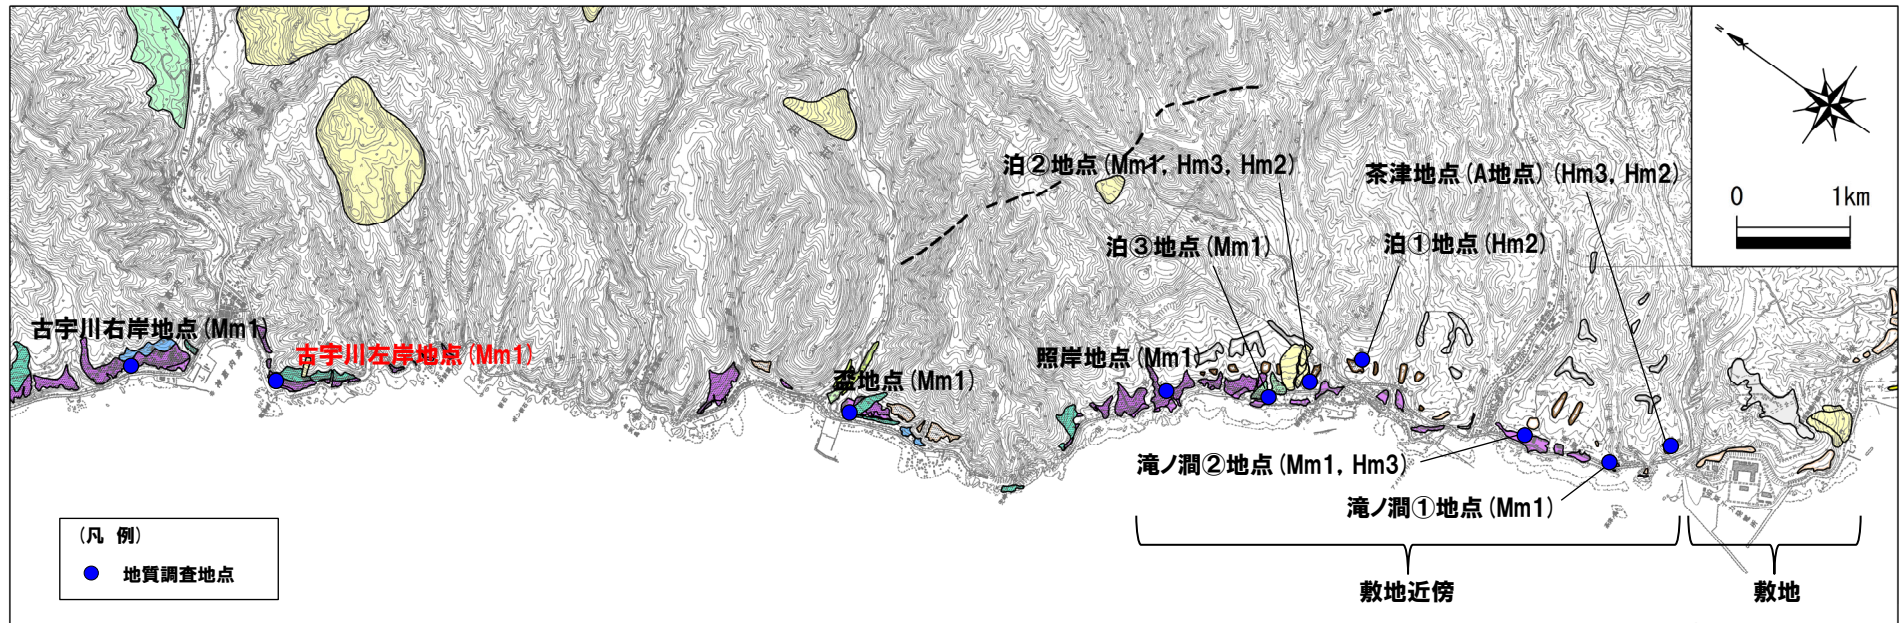 N
0 1km
泊②地点(Mm1, Hm3, Hm2)
茶津地点(A地点)(Hm3, Hm2)
泊③地点(Mm1)
泊①地点(Hm2)
古宇川右岸地点(Mm1)
古宇川左岸地点(Mm1)
照岸地点(Mm1)
盃地点(Mm1)
滝ノ澗②地点(Mm1, Hm3)
滝ノ澗①地点(Mm1)
(凡 例)
地質調査地点
敷地近傍
敷地